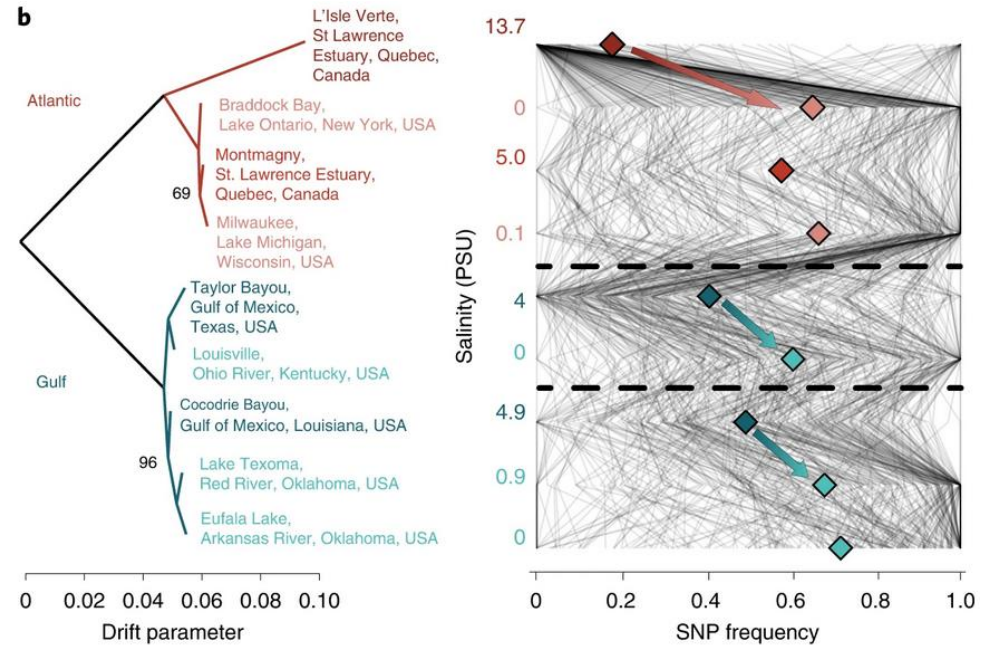 b
L'Isle Verte,
St Lawrence
Estuary, Quebec,
Canada
Atlantic
Braddock Bay,
Lake Ontario, New York, USA
Montmagny,
St. Lawrence Estuary,
Quebec, Canada
69
Milwaukee,
Lake Michigan,
Wisconsin, USA
Taylor Bayou,
Gulf of Mexico,
Texas, USA
Louisville,
Ohio River, Kentucky, USA
Gulf
Cocodrie Bayou,
Gulf of Mexico, Louisiana, USA
96
Lake Texoma,
Red River, Oklahoma, USA
Eufala Lake,
Arkansas River, Oklahoma, USA
0 0.02 0.04 0.06 0.08 0.10
Drift parameter
Salinity (PSU)
13.7
0
5.0
0.1
4
0
4.9
0.9
0
0 0.2 0.4 0.6 0.8 1.0
SNP frequency